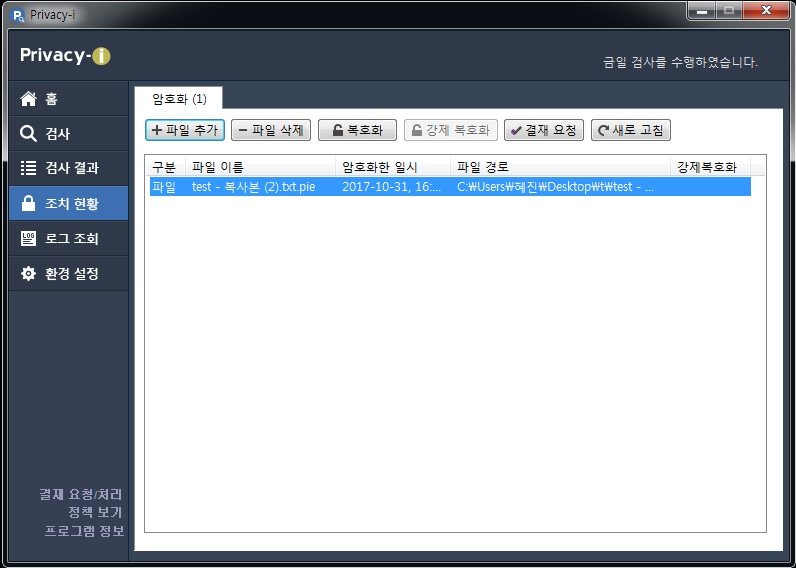 Privacy-i
Privacy-i
금일 검사를 수행하였습니다.
홈
검사
검사 결과
조치 현황
로그 조회
환경 설정
결재 요청/처리
정책 보기
프로그램 정보
암호화 (1)
파일 추가 파일 삭제 복호화 강제 복호화 결재 요청 새로 고침
구분 파일 이름 암호화한 일시 파일 경로 강제복호화
파일 test - 복사본 (2).txt.pie 2017-10-31, 16:... C:₩Users₩혜진₩Desktop₩t₩test - ...